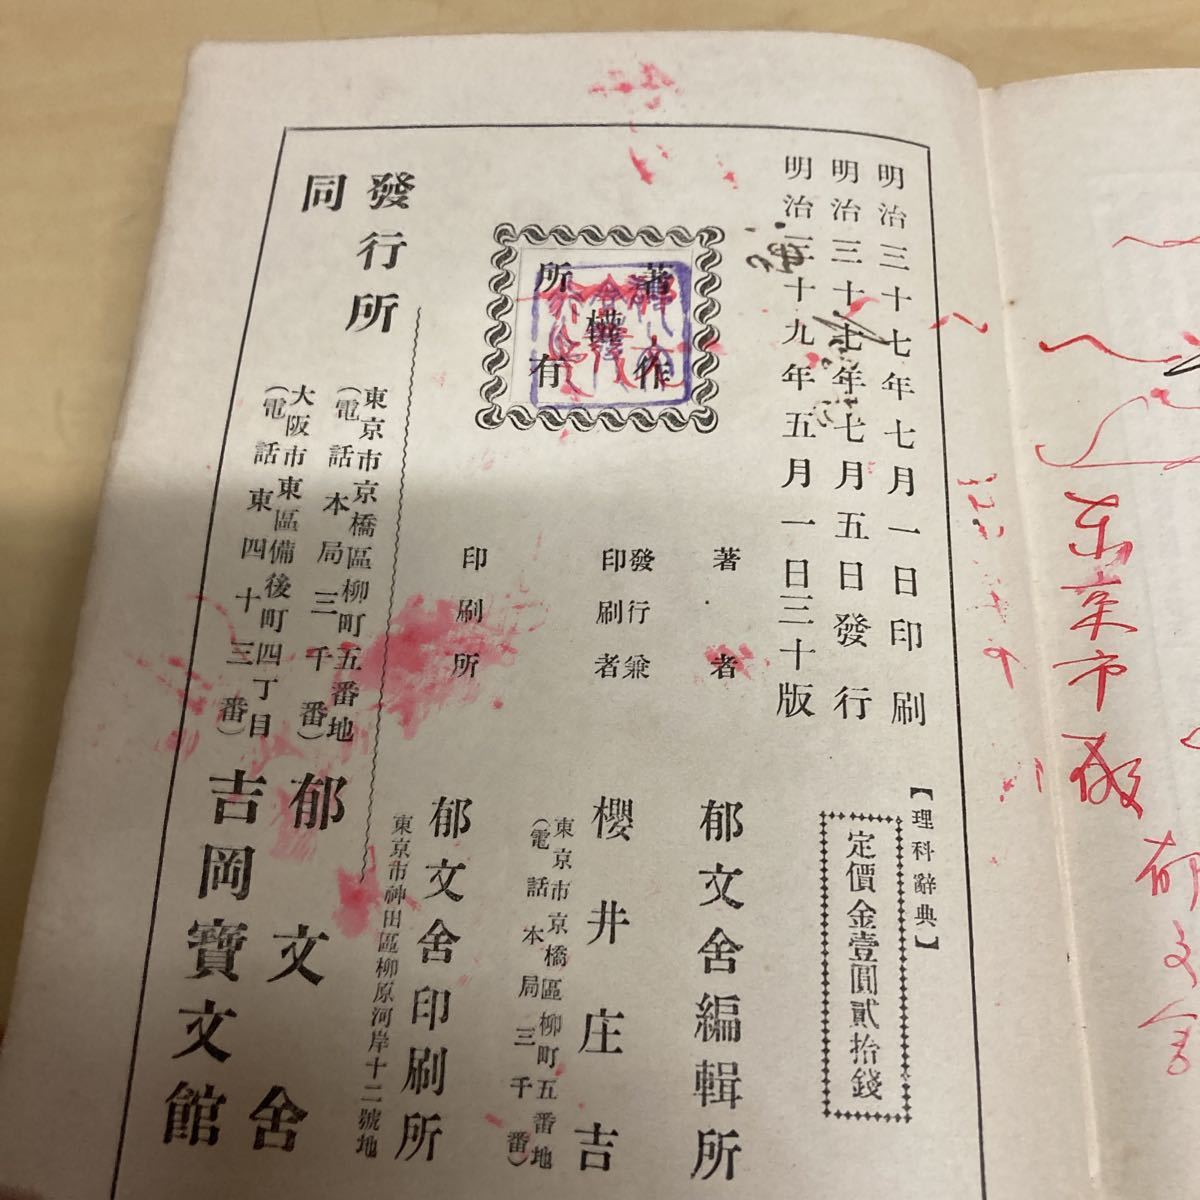 明治三十七年七月一日印刷
明治三十七年七月五日發行
明治三十九年五月一日三十版
【理科辭典】
定價金壹圓貳拾錢
著作權所有
著者
郁文舍編輯所
發行兼印刷者
櫻井庄吉
東京市京橋區柳町五番地
(電話本局三千番)
印刷所
郁文舍印刷所
東京市神田區柳原河岸十二號地
發行所
東京市京橋區柳町五番地
(電話本局三千番)
郁文舍
同
大阪市東區備後町四丁目
(電話東四十三番)
吉岡寶文館
东京市
郁文舍